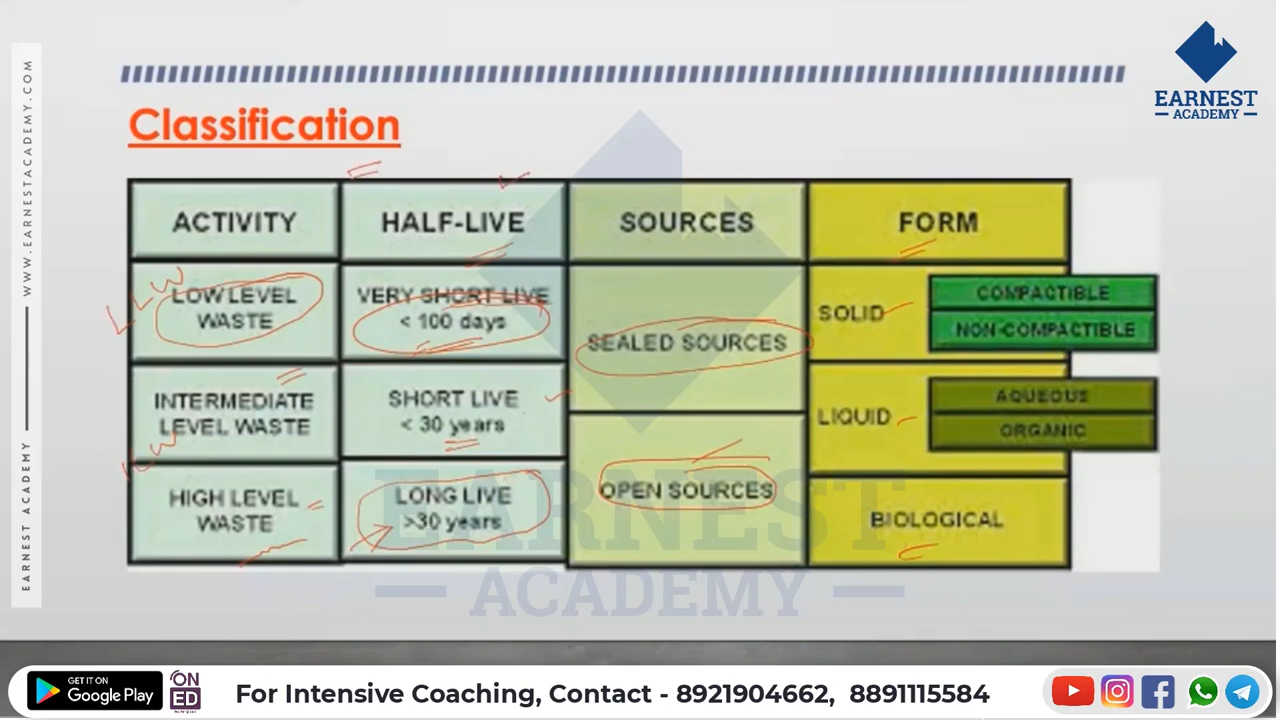 EARNEST
ACADEMY
WWW.EARNESTACADEMY.COM
EARNEST ACADEMY
Classification
ACTIVITY
HALF-LIVE
SOURCES
FORM
LOW LEVEL
WASTE
LLW
VERY SHORT LIVE
< 100 days
SEALED SOURCES
SOLID
COMPACTIBLE
NON-COMPACTIBLE
INTERMEDIATE
LEVEL WASTE
SHORT LIVE
< 30 years
LIQUID
AQUEOUS
ORGANIC
HIGH LEVEL
WASTE
LONG LIVE
>30 years
OPEN SOURCES
BIOLOGICAL
EARNEST
ACADEMY
GET IT ON
Google Play
ON
ED
For Intensive Coaching, Contact - 8921904662, 8891115584